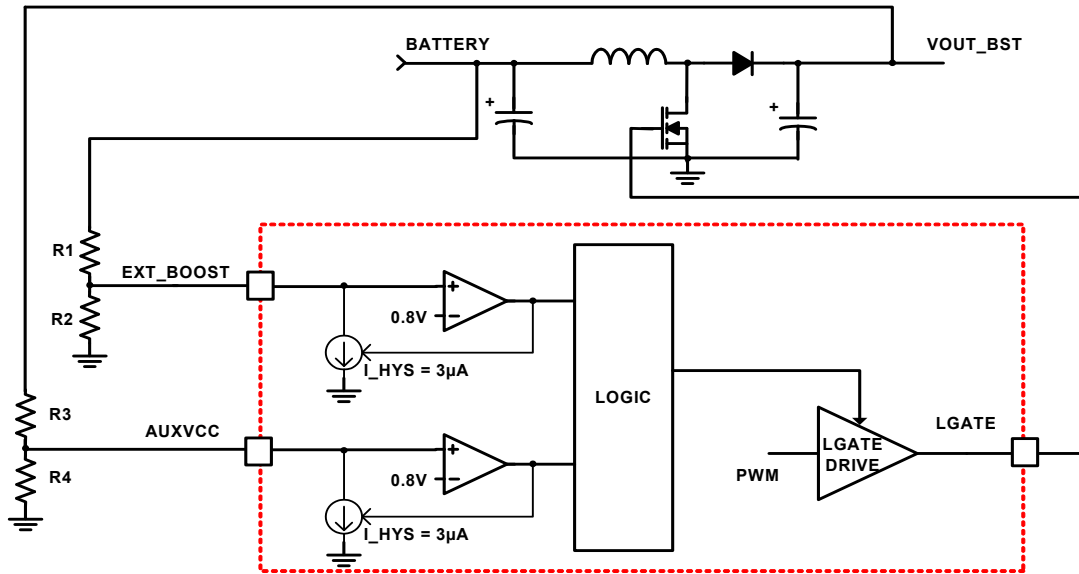 BATTERY
VOUT_BST
+
+
R1
EXT_BOOST
R2
+
0.8V
−
I_HYS = 3µA
LOGIC
R3
AUXVCC
R4
+
0.8V
−
I_HYS = 3µA
PWM
LGATE
DRIVE
LGATE